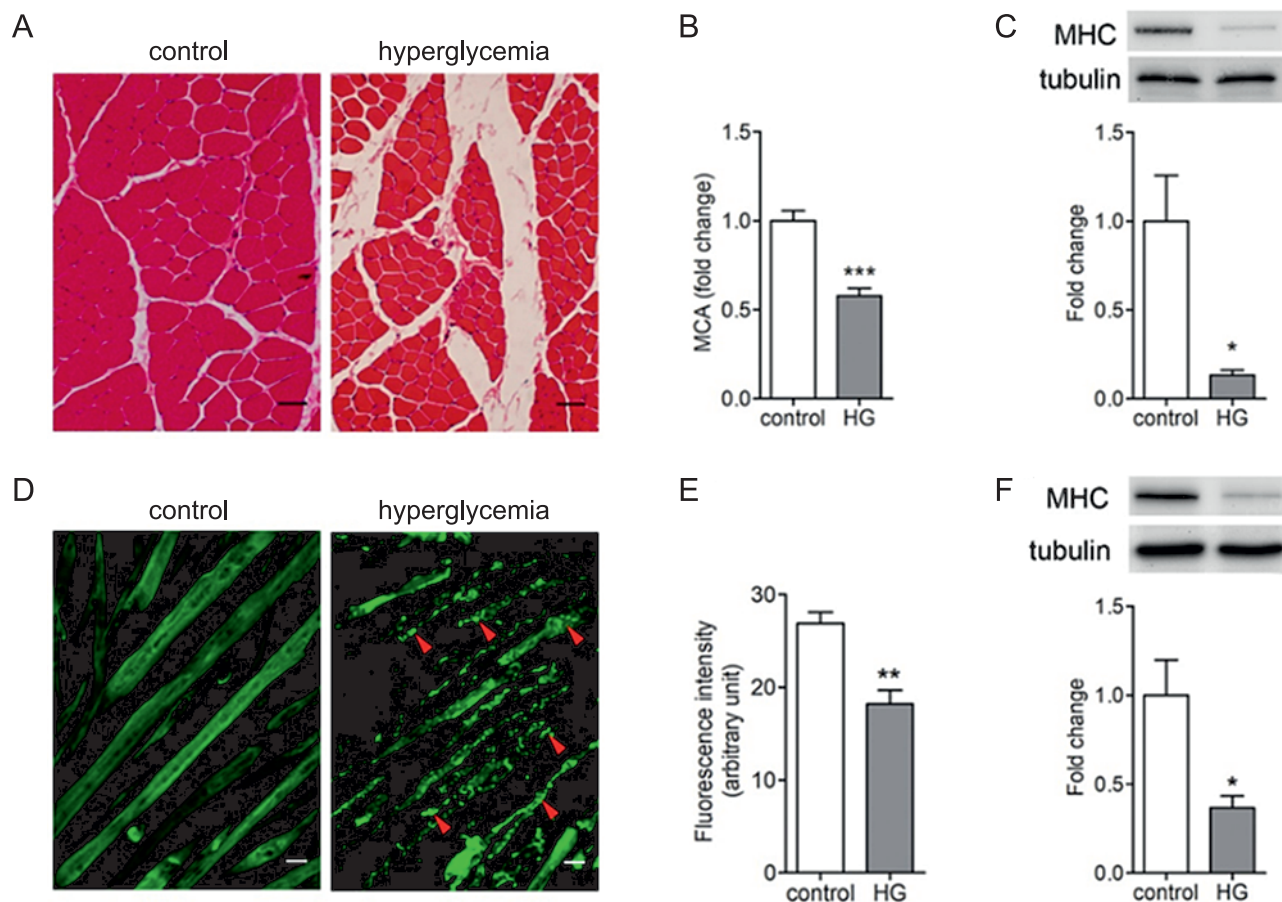 A
control
hyperglycemia
B
MCA (fold change)
1.5
1.0
0.5
0.0
***
control
HG
C
MHC
tubulin
Fold change
1.5
1.0
0.5
0.0
*
control
HG
D
control
hyperglycemia
E
Fluorescence intensity
(arbitrary unit)
30
20
10
0
**
control
HG
F
MHC
tubulin
Fold change
1.5
1.0
0.5
0.0
*
control
HG